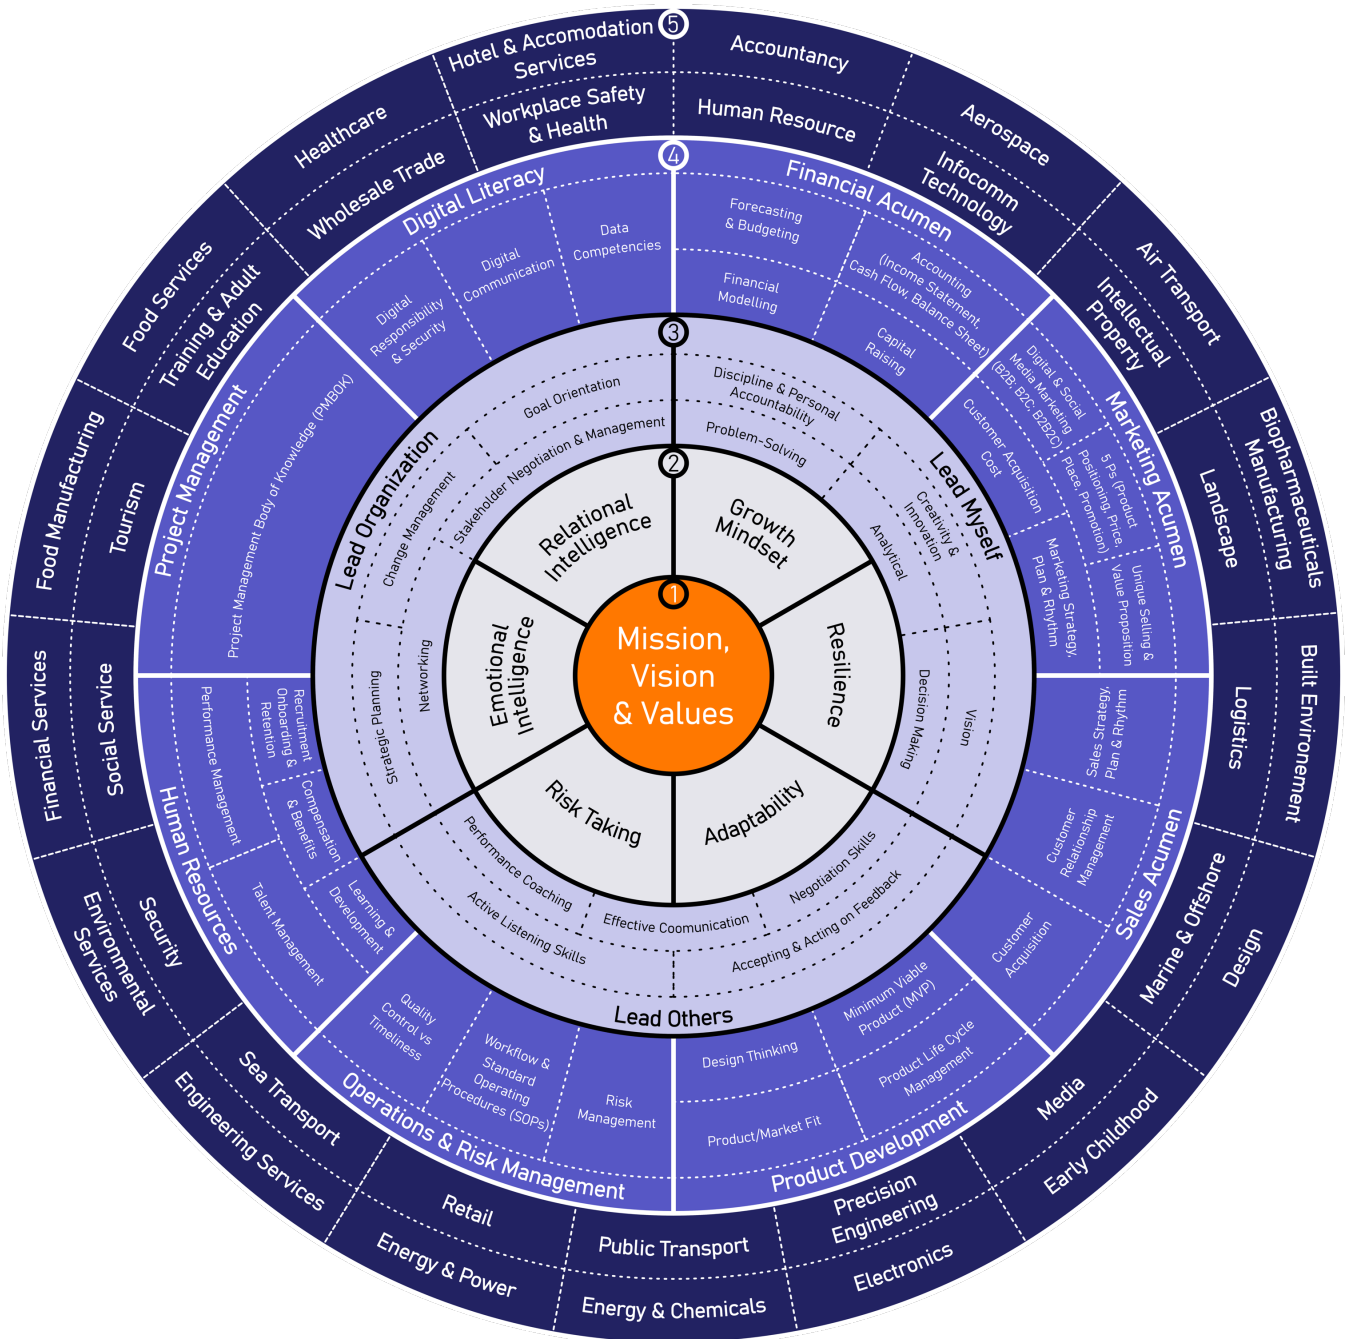 1
Mission,
Vision
& Values
2
Growth
Mindset
Resilience
Adaptability
Risk Taking
Emotional
Intelligence
Relational
Intelligence
3
Lead Myself
Discipline & Personal
Accountability
Problem-Solving
Creativity &
Innovation
Analytical
Vision
Decision Making
Lead Others
Negotiation Skills
Accepting & Acting on Feedback
Effective Coomunication
Performance Coaching
Active Listening Skills
Lead Organization
Strategic Planning
Networking
Change Management
Goal Orientation
Stakeholder Negotiation & Management
4
Financial Acumen
Forecasting
& Budgeting
Financial
Modelling
Accounting
(Income Statement,
Cash Flow, Balance Sheet)
Capital
Raising
Marketing Acumen
Digital & Social
Media Marketing
(B2B; B2C; B2B2C)
Customer Acquisition
Cost
5 Ps (Product
Positioning, Price,
Place, Promotion)
Marketing Strategy,
Plan & Rhythm
Unique Selling &
Value Proposition
Sales Acumen
Sales Strategy,
Plan & Rhythm
Customer
Relationship
Management
Customer
Acquisition
Product Development
Minimum Viable
Product (MVP)
Product Life Cycle
Management
Design Thinking
Product/Market Fit
Operations & Risk Management
Risk
Management
Workflow &
Standard
Operating
Procedures (SOPs)
Quality
Control vs
Timeliness
Human Resources
Learning &
Development
Talent Management
Compensation
& Benefits
Recruitment
Onboarding &
Retention
Performance Management
Project Management
Project Management Body of Knowledge (PMBOK)
Digital Literacy
Digital
Responsibility
& Security
Digital
Communication
Data
Competencies
5
Accountancy
Human Resource
Aerospace
Infocomm
Technology
Air Transport
Intellectual
Property
Biopharmaceuticals
Manufacturing
Landscape
Built Environement
Logistics
Design
Marine & Offshore
Early Childhood
Media
Electronics
Precision
Engineering
Energy & Chemicals
Public Transport
Energy & Power
Retail
Engineering Services
Sea Transport
Environmental
Services
Security
Financial Services
Social Service
Food Manufacturing
Tourism
Food Services
Training & Adult
Education
Healthcare
Wholesale Trade
Hotel & Accomodation
Services
Workplace Safety
& Health